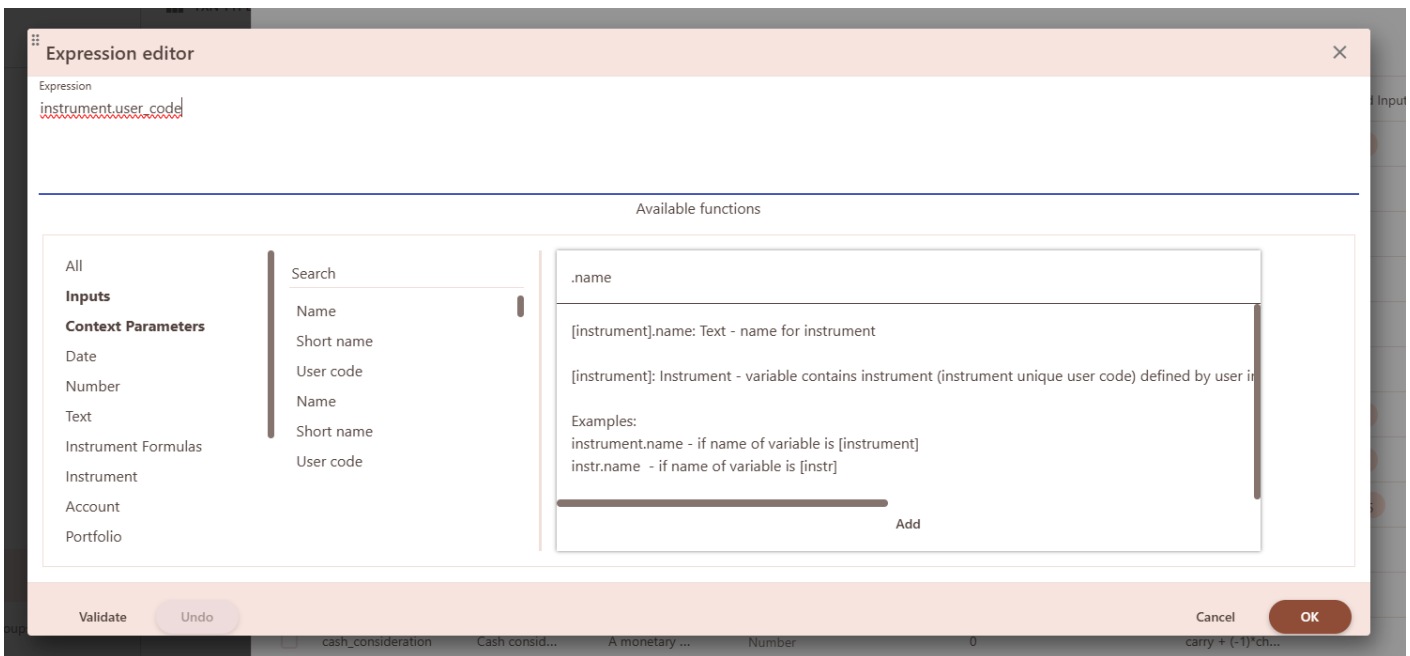 Expression editor
Expression
instrument.user_code
Input
Available functions
All
Inputs
Context Parameters
Date
Number
Text
Instrument Formulas
Instrument
Account
Portfolio
Search
Name
Short name
User code
Name
Short name
User code
.name
[instrument].name: Text - name for instrument
[instrument]: Instrument - variable contains instrument (instrument unique user code) defined by user
Examples:
instrument.name - if name of variable is [instrument]
instr.name - if name of variable is [instr]
Add
Validate
Undo
Cancel
OK
cash_consideration Cash consid... A monetary ... Number 0 carry + (-1)*ch...